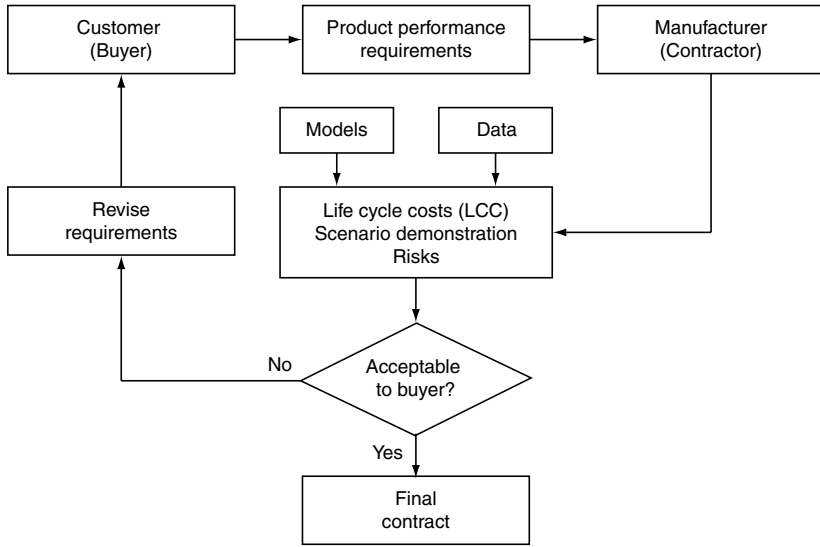 Customer
(Buyer)
Product performance
requirements
Manufacturer
(Contractor)
Models
Data
Revise
requirements
Life cycle costs (LCC)
Scenario demonstration
Risks
No
Acceptable
to buyer?
Yes
Final
contract